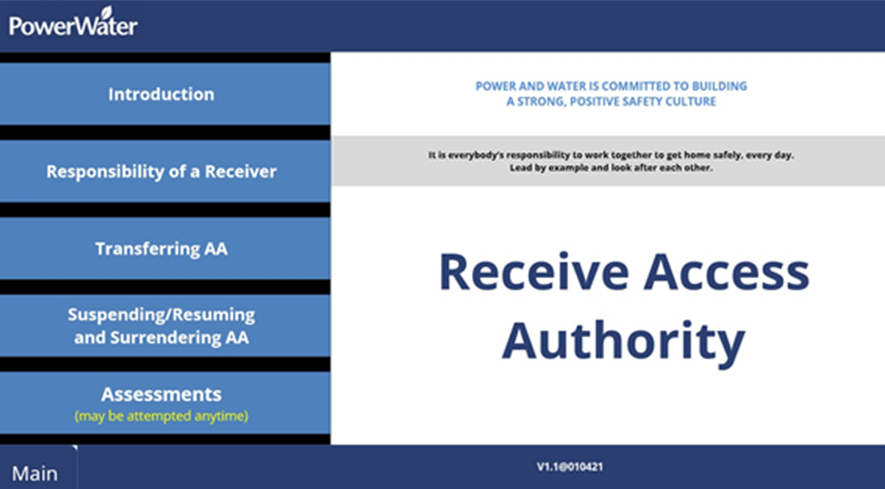 PowerWater
Introduction
Responsibility of a Receiver
Transferring AA
Suspending/Resuming
and Surrendering AA
Assessments
(may be attempted anytime)
Main
POWER AND WATER IS COMMITTED TO BUILDING
A STRONG, POSITIVE SAFETY CULTURE
It is everybody's responsibility to work together to get home safely, every day.
Lead by example and look after each other.
Receive Access
Authority
V1.1@010421